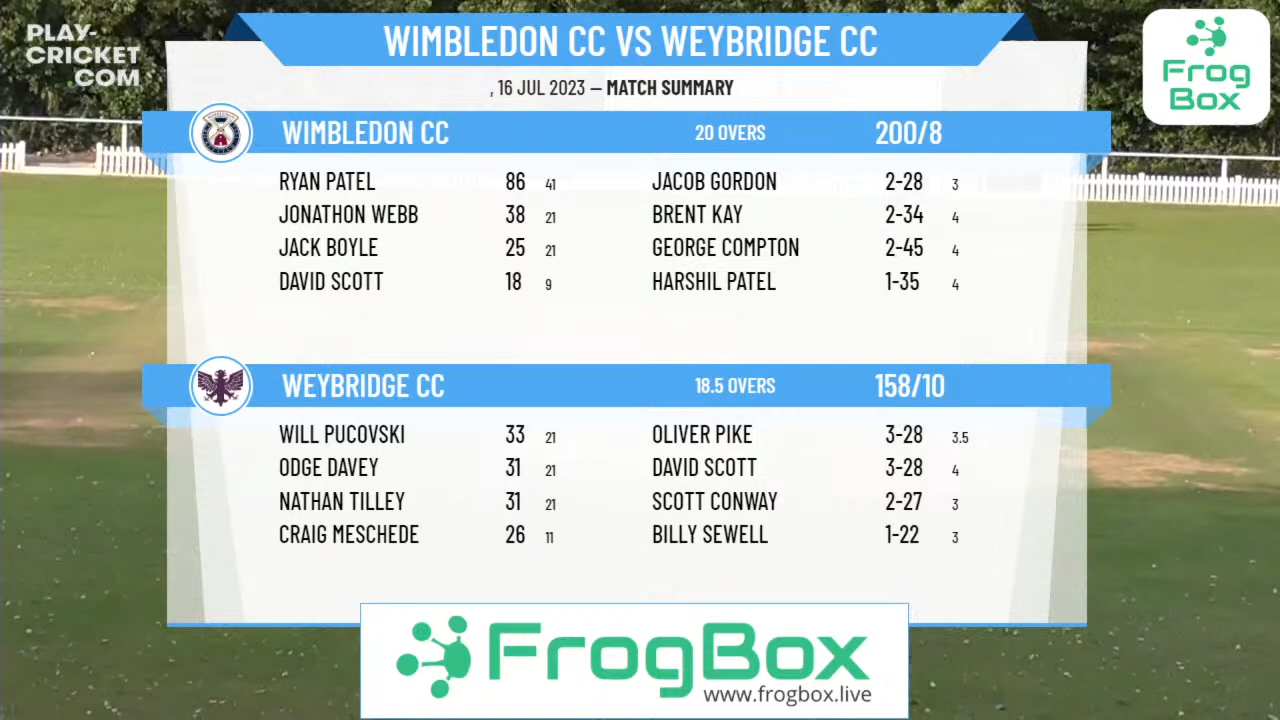 PLAY-
CRICKET
.COM
WIMBLEDON CC VS WEYBRIDGE CC
Frog
Box
, 16 JUL 2023 – MATCH SUMMARY
WIMBLEDON CC 20 OVERS 200/8
RYAN PATEL 86 41 JACOB GORDON 2-28 3
JONATHON WEBB 38 21 BRENT KAY 2-34 4
JACK BOYLE 25 21 GEORGE COMPTON 2-45 4
DAVID SCOTT 18 9 HARSHIL PATEL 1-35 4
WEYBRIDGE CC 18.5 OVERS 158/10
WILL PUCOVSKI 33 21 OLIVER PIKE 3-28 3.5
ODGE DAVEY 31 21 DAVID SCOTT 3-28 4
NATHAN TILLEY 31 21 SCOTT CONWAY 2-27 3
CRAIG MESCHEDE 26 11 BILLY SEWELL 1-22 3
FrogBox
www.frogbox.live